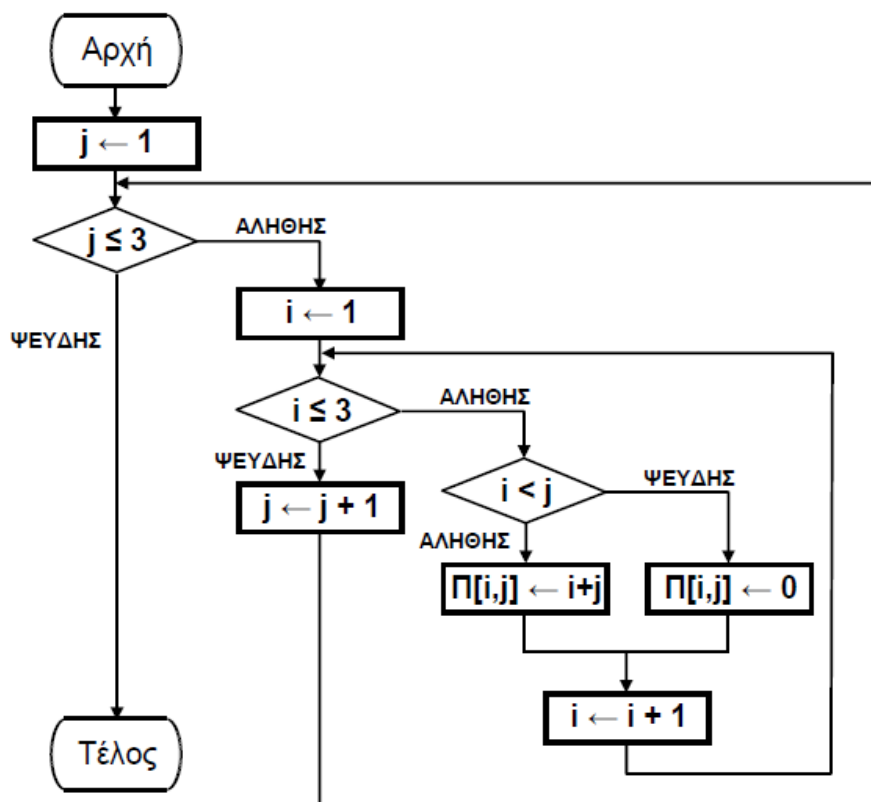 Αρχή
j ← 1
j ≤ 3
ΑΛΗΘΗΣ
ΨΕΥΔΗΣ
i ← 1
i ≤ 3
ΑΛΗΘΗΣ
ΨΕΥΔΗΣ
j ← j + 1
i < j
ΨΕΥΔΗΣ
ΑΛΗΘΗΣ
Π[i,j] ← i+j
Π[i,j] ← 0
i ← i + 1
Τέλος